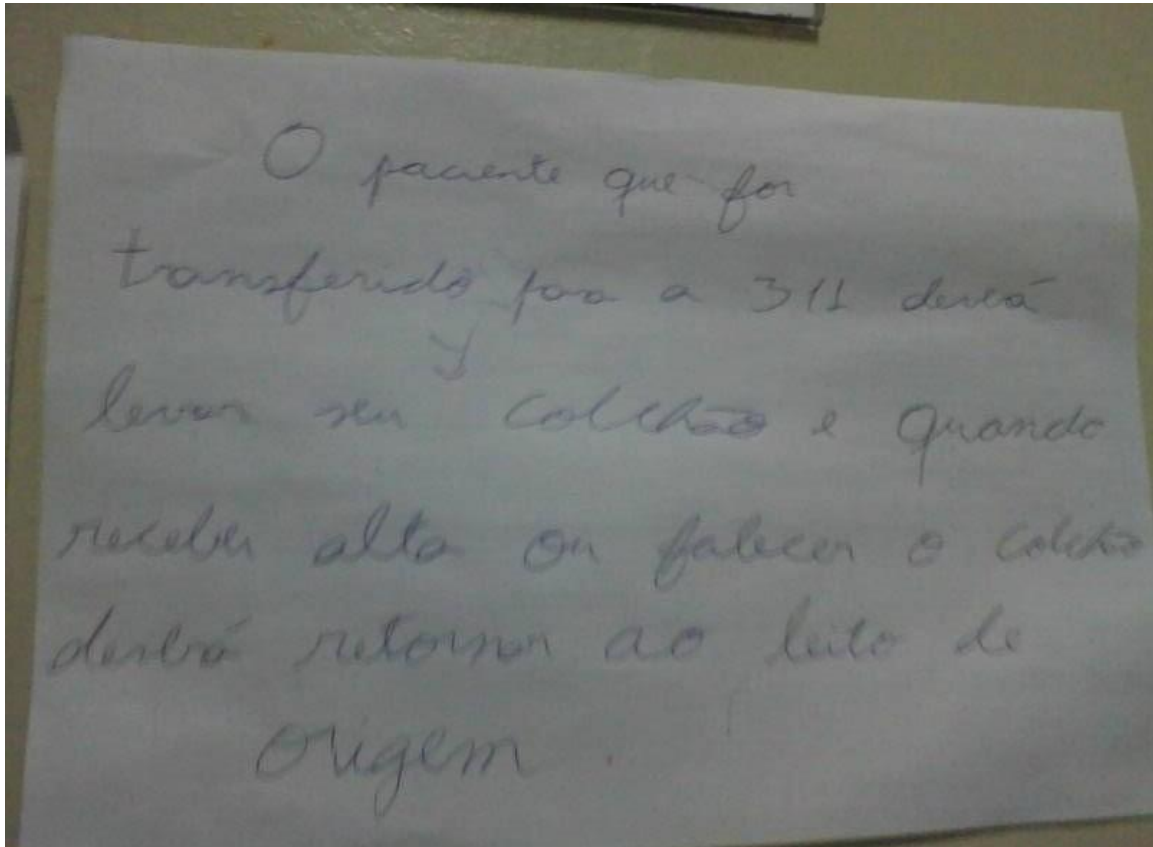 O paciente que for
transferido para a 311 deverá
levar seu colchão e quando
receber alta ou falecer o colchão
deverá retornar ao leito de
origem.